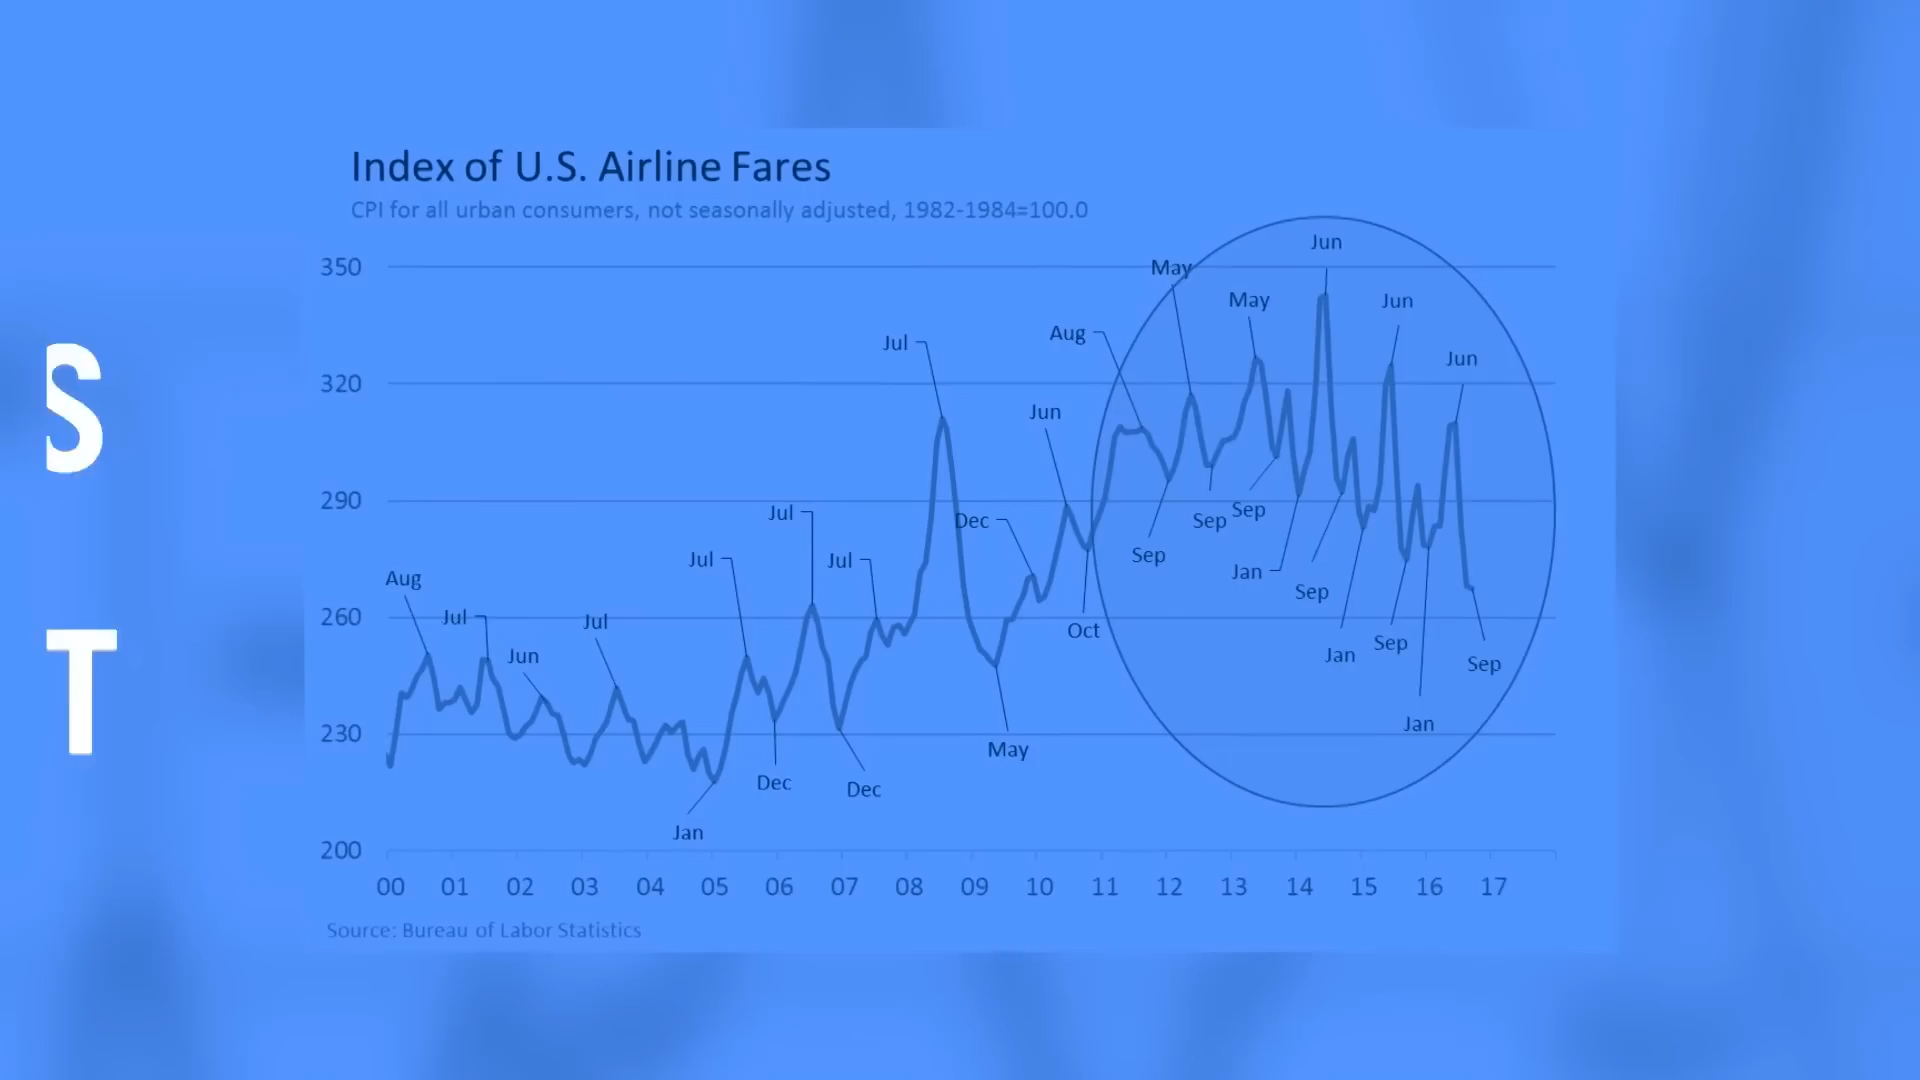 Index of U.S. Airline Fares
CPI for all urban consumers, not seasonally adjusted, 1982-1984=100.0
Jun
350
May
May
Jun
Aug
Jul
Jun
320
Jun
290
Jul
Dec
Sep
Sep
Sep
Jul
Jul
Jan
Aug
Sep
260
Jul
Jul
Oct
Sep
Jun
Jan
Sep
230
Jan
May
Dec
Dec
Jan
200
00 01 02 03 04 05 06 07 08 09 10 11 12 13 14 15 16 17
Source: Bureau of Labor Statistics
S
T